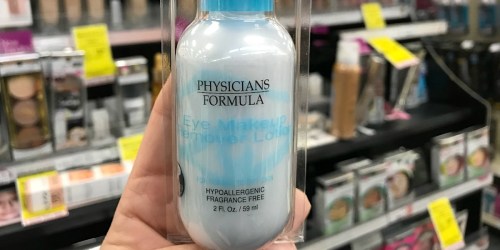 PHYSICIANS
FORMULA
Eye Makeup
Remover Lotion
HYPOALLERGENIC
FRAGRANCE FREE
2 Fl. Oz. / 59 ml